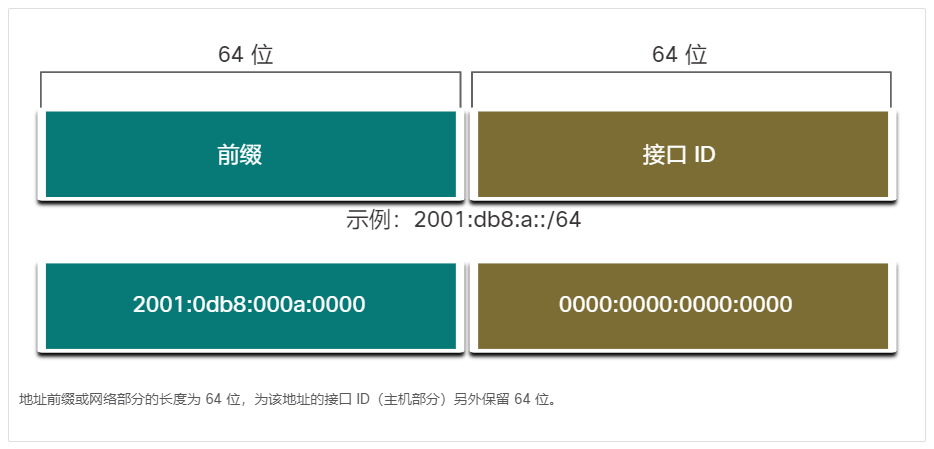 64 位 64 位
前缀 接口 ID
示例：2001:db8:a::/64
2001:0db8:000a:0000 0000:0000:0000:0000
地址前缀或网络部分的长度为 64 位，为该地址的接口 ID（主机部分）另外保留 64 位。